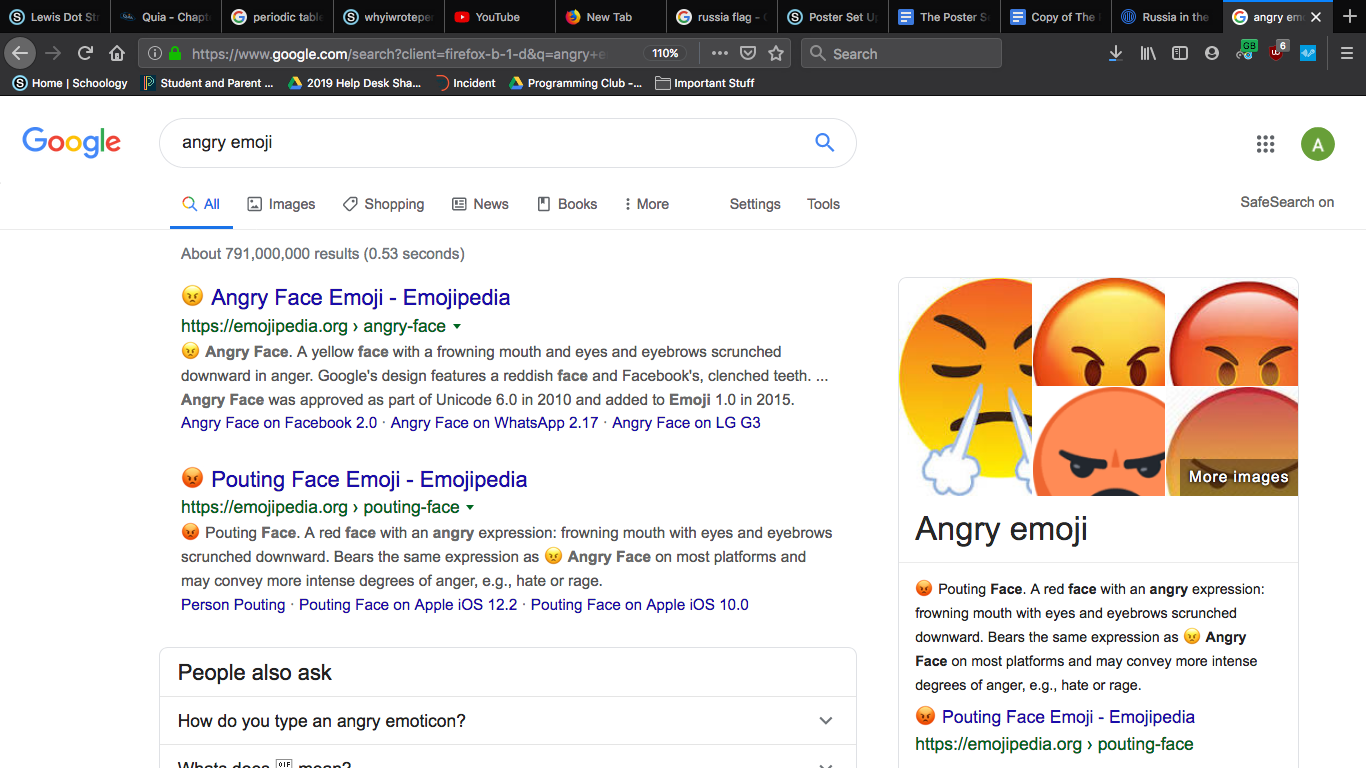 Lewis Dot St
Quia - Chapt
periodic table
whyiwrotepe
YouTube
New Tab
russia flag -
Poster Set U
The Poster S
Copy of The
Russia in the
angry em
https://www.google.com/search?client=firefox-b-1-d&q=angry+e
110%
Search
GB
6
Home | Schoology
Student and Parent ...
2019 Help Desk Sha...
Incident
Programming Club -...
Important Stuff
Google
angry emoji
A
All
Images
Shopping
News
Books
More
Settings
Tools
SafeSearch on
About 791,000,000 results (0.53 seconds)
😠 Angry Face Emoji - Emojipedia
https://emojipedia.org › angry-face
😠 Angry Face. A yellow face with a frowning mouth and eyes and eyebrows scrunched
downward in anger. Google's design features a reddish face and Facebook's, clenched teeth. ...
Angry Face was approved as part of Unicode 6.0 in 2010 and added to Emoji 1.0 in 2015.
Angry Face on Facebook 2.0 · Angry Face on WhatsApp 2.17 · Angry Face on LG G3
😡 Pouting Face Emoji - Emojipedia
https://emojipedia.org › pouting-face
😡 Pouting Face. A red face with an angry expression: frowning mouth with eyes and eyebrows
scrunched downward. Bears the same expression as 😠 Angry Face on most platforms and
may convey more intense degrees of anger, e.g., hate or rage.
Person Pouting · Pouting Face on Apple iOS 12.2 · Pouting Face on Apple iOS 10.0
People also ask
How do you type an angry emoticon?
Whats does mean?
More images
Angry emoji
😡 Pouting Face. A red face with an angry expression:
frowning mouth with eyes and eyebrows scrunched
downward. Bears the same expression as 😠 Angry
Face on most platforms and may convey more intense
degrees of anger, e.g., hate or rage.
😡 Pouting Face Emoji - Emojipedia
https://emojipedia.org › pouting-face